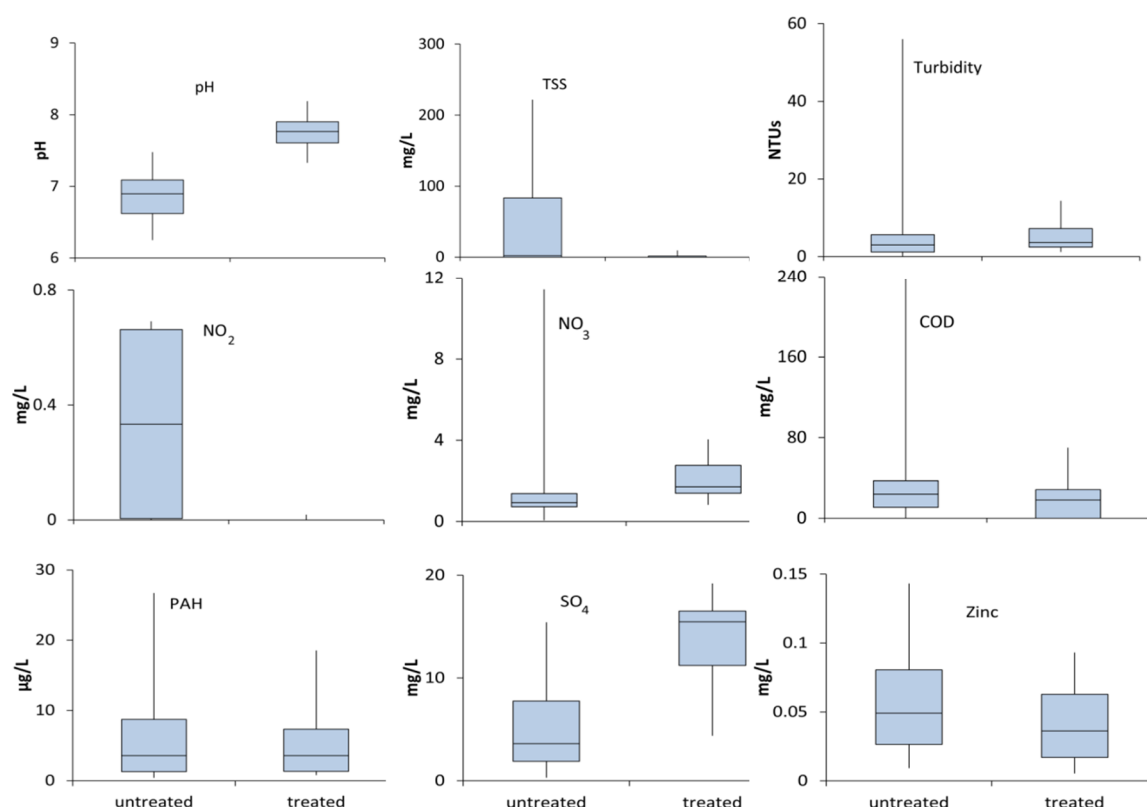 pH
9
8
7
6
pH
TSS
mg/L
300
200
100
0
Turbidity
NTUs
60
40
20
0
NO2
mg/L
0.8
0.4
0
NO3
mg/L
12
8
4
0
COD
mg/L
240
160
80
0
PAH
µg/L
30
20
10
0
untreated treated
SO4
mg/L
20
10
0
untreated treated
Zinc
mg/L
0.15
0.1
0.05
0
untreated treated